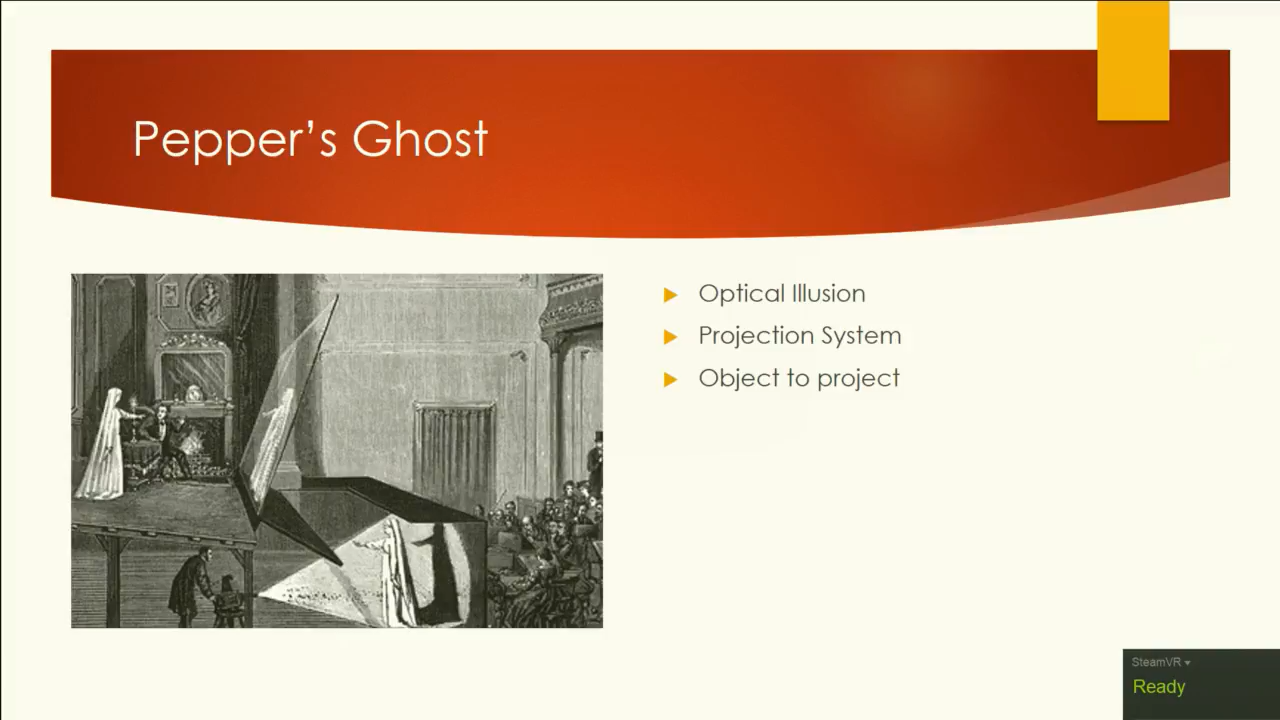 Pepper’s Ghost
Optical Illusion
Projection System
Object to project
SteamVR
Ready